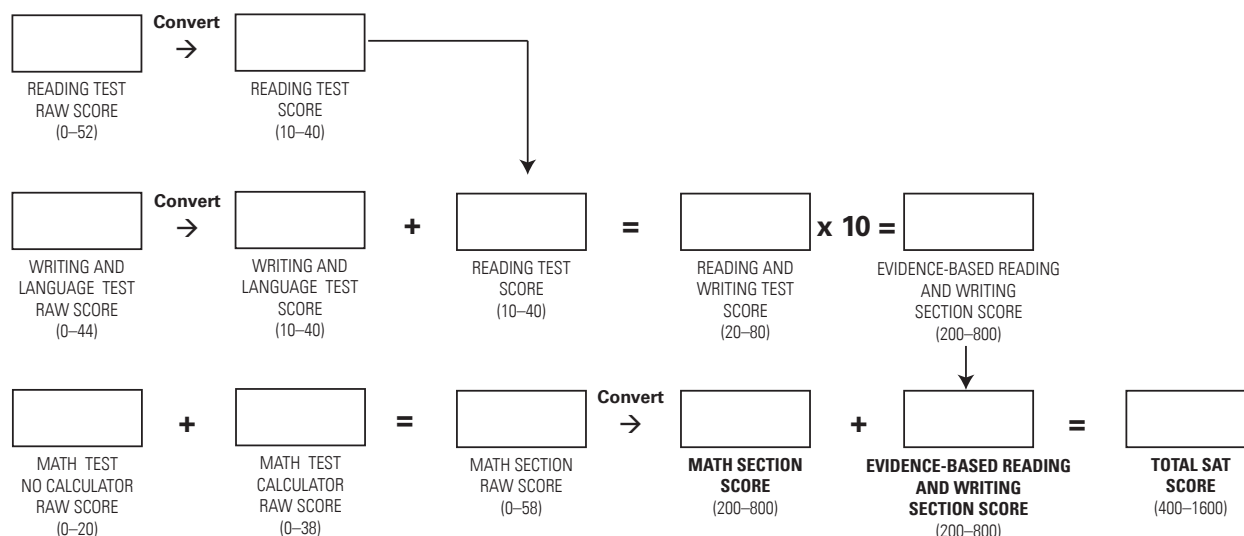 Convert
→
READING TEST
RAW SCORE
(0–52)
READING TEST
SCORE
(10–40)
Convert
→
+
=
x 10 =
WRITING AND
LANGUAGE TEST
RAW SCORE
(0–44)
WRITING AND
LANGUAGE TEST
SCORE
(10–40)
READING TEST
SCORE
(10–40)
READING AND
WRITING TEST
SCORE
(20–80)
EVIDENCE-BASED READING
AND WRITING
SECTION SCORE
(200–800)
+
=
Convert
→
+
=
MATH TEST
NO CALCULATOR
RAW SCORE
(0–20)
MATH TEST
CALCULATOR
RAW SCORE
(0–38)
MATH SECTION
RAW SCORE
(0–58)
MATH SECTION
SCORE
(200–800)
EVIDENCE-BASED READING
AND WRITING
SECTION SCORE
(200–800)
TOTAL SAT
SCORE
(400–1600)